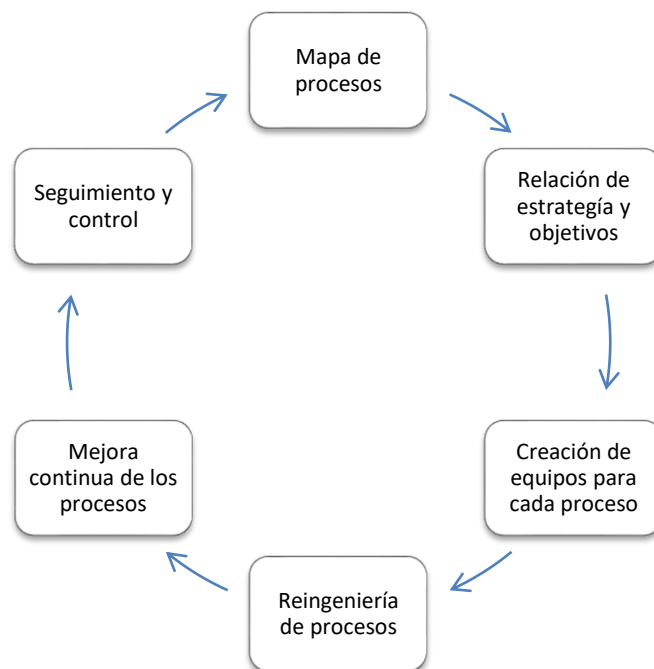 Mapa de
procesos
Relación de
estrategía y
objetivos
Creación de
equipos para
cada proceso
Reingeniería
de procesos
Mejora
continua de los
procesos
Seguimiento y
control